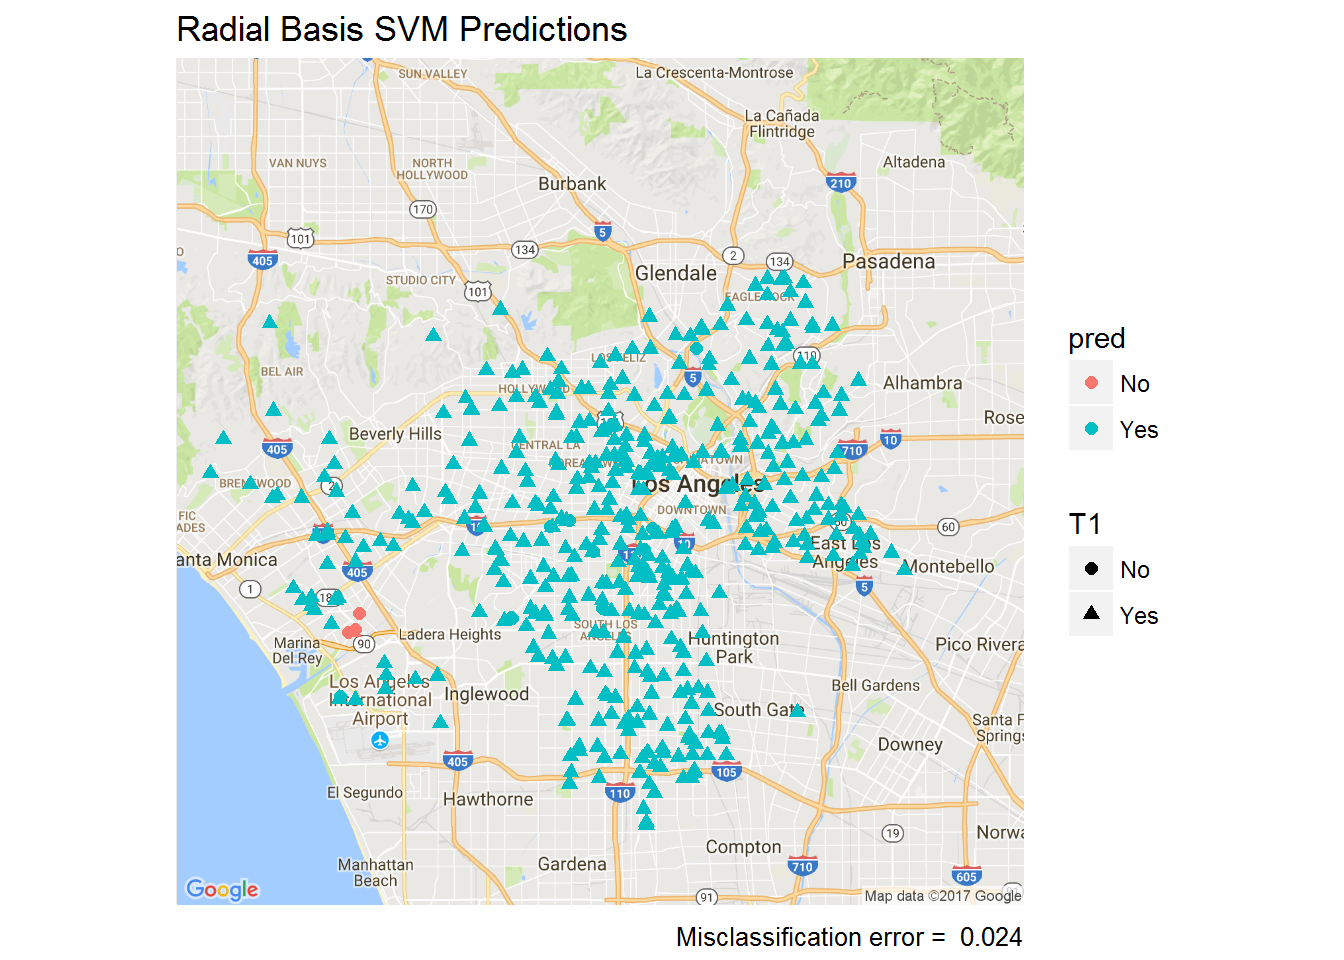 Radial Basis SVM Predictions
SUN VALLEY
La Crescenta-Montrose
La Cañada
Flintridge
VAN NUYS
NORTH
HOLLYWOOD
Altadena
Burbank
210
170
5
101
134
2
134
405
Glendale
Pasadena
STUDIO CITY
101
EAGLE ROCK
LOS FELIZ
110
BEL AIR
5
HOLLYWOOD
Alhambra
Rose
Beverly Hills
CENTRAL LA
10
405
710
BRENTWOOD
2
Los Angeles
DOWNTOWN
FIC
ADES
60
60
10
East Los
Angeles
anta Monica
405
Montebello
1
5
SOUTH LOS
ANGELES
Marina
Del Rey
90
Ladera Heights
Huntington
Park
Pico Rivera
Los Angeles
International
Airport
Inglewood
Bell Gardens
South Gate
Santa F
Springs
Downey
405
105
El Segundo
Hawthorne
110
19
Norwa
Compton
Manhattan
Beach
Gardena
710
605
91
Google
Map data ©2017 Google
Misclassification error = 0.024
pred
No
Yes
T1
No
Yes